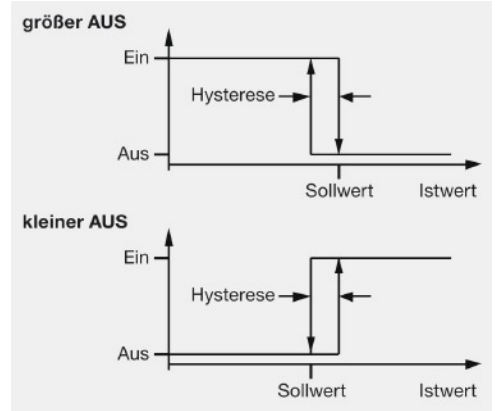 größer AUS
Ein
Hysterese
Aus
Sollwert Istwert
kleiner AUS
Ein
Hysterese
Aus
Sollwert Istwert